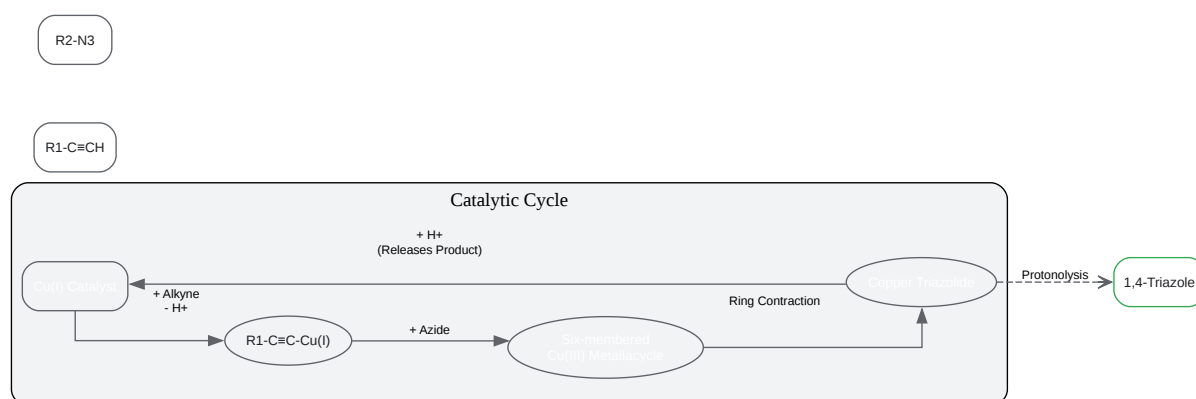 R2-N3
R1-C≡CH
Catalytic Cycle
+ H+
(Releases Product)
Cu(I) Catalyst
+ Alkyne
- H+
R1-C≡C-Cu(I)
+ Azide
Six-membered
Cu(III) Metallacycle
Ring Contraction
Copper Triazolide
Protonolysis
1,4-Triazole